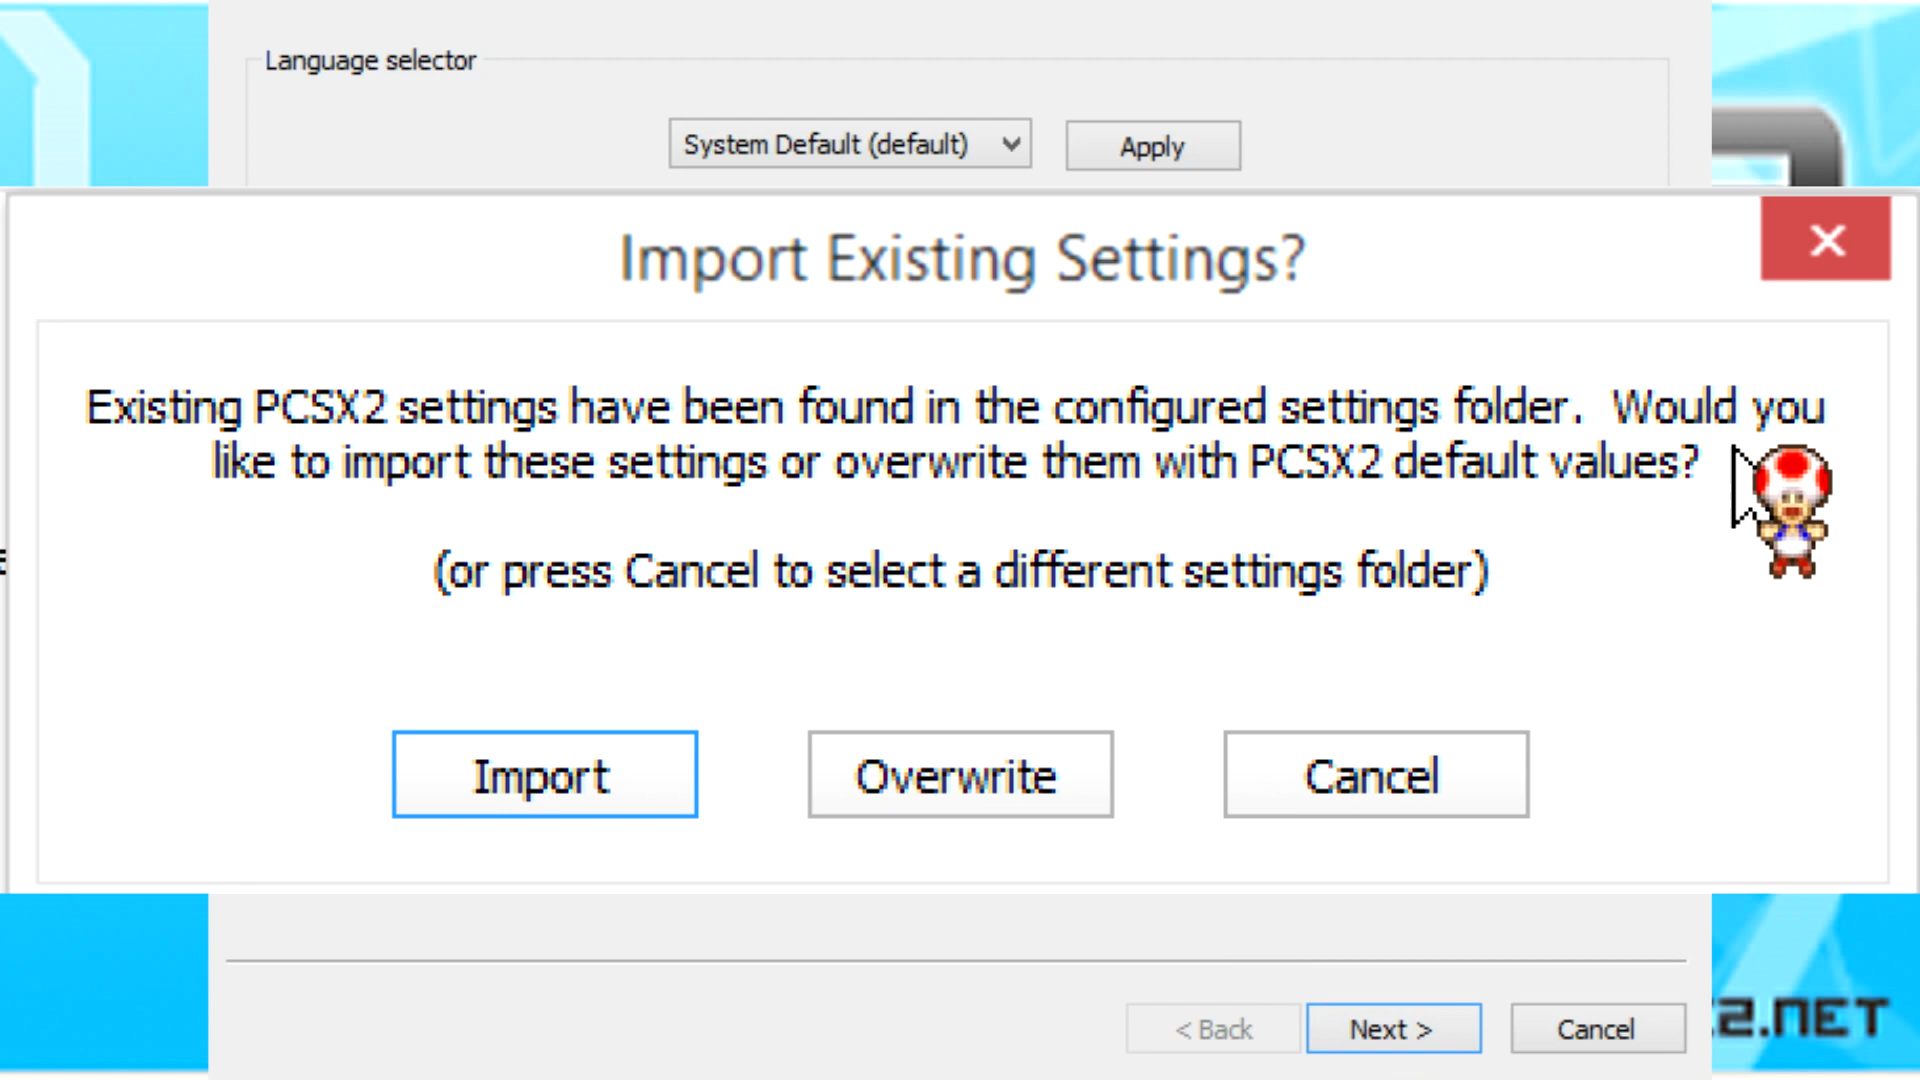 Language selector
System Default (default)
Apply
Import Existing Settings?
Existing PCSX2 settings have been found in the configured settings folder.  Would you
like to import these settings or overwrite them with PCSX2 default values?
(or press Cancel to select a different settings folder)
Import
Overwrite
Cancel
< Back
Next >
Cancel
2.NET